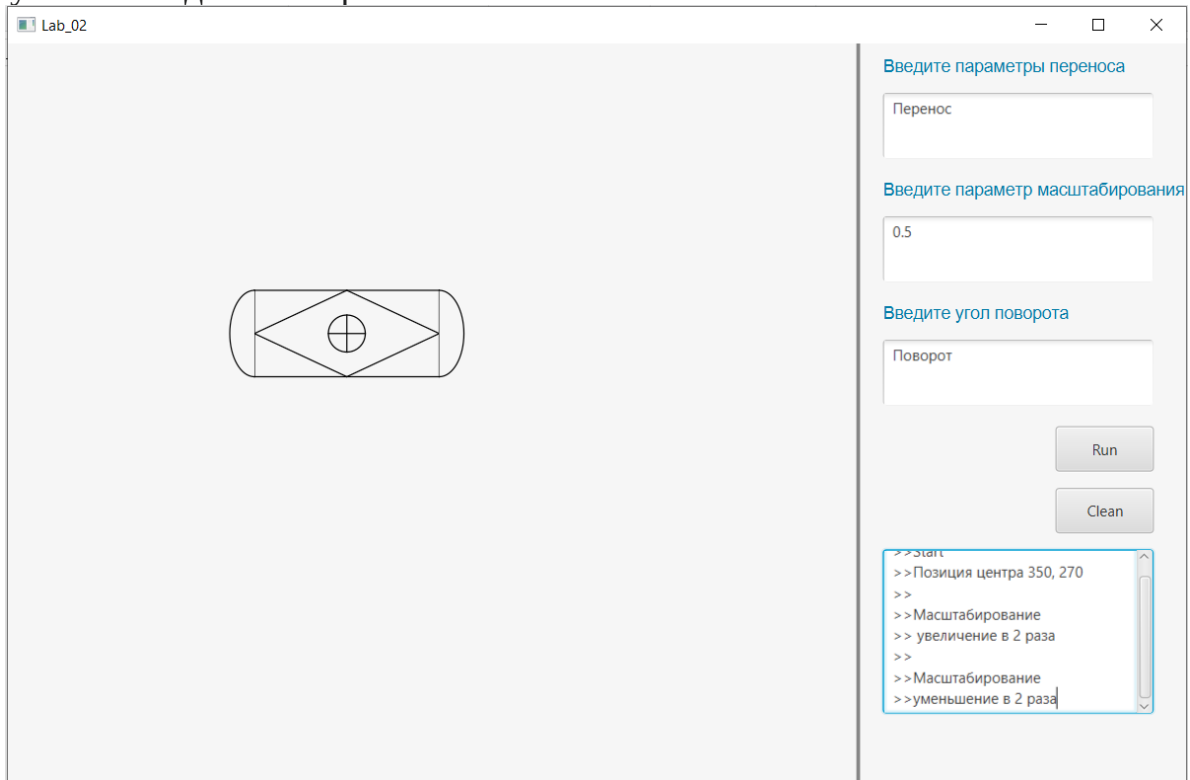 Lab_02
Введите параметры переноса
Перенос
Введите параметр масштабирования
0.5
Введите угол поворота
Поворот
Run
Clean
>>Start
>>Позиция центра 350, 270
>>
>>Масштабирование
>> увеличение в 2 раза
>>
>>Масштабирование
>>уменьшение в 2 раза